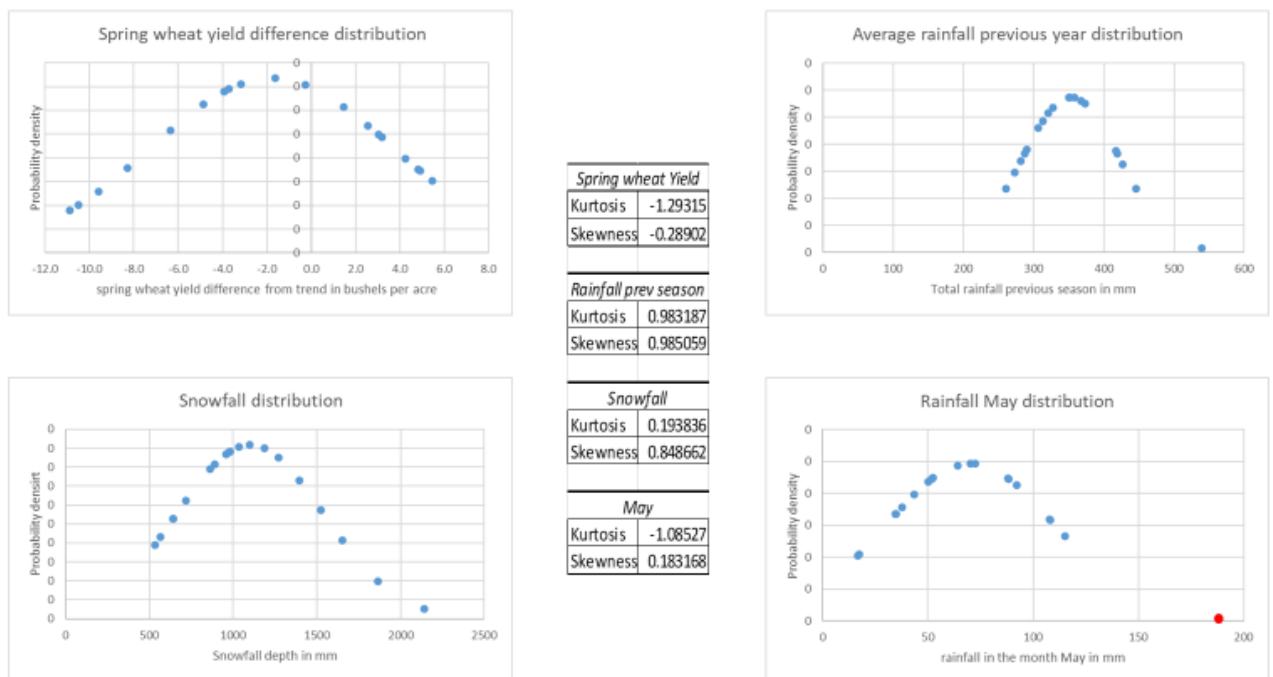 Spring wheat yield difference distribution
Probability density
0
0
0
0
0
0
0
0
0
-12.0 -10.0 -8.0 -6.0 -4.0 -2.0 0.0 2.0 4.0 6.0 8.0
spring wheat yield difference from trend in bushels per acre
Average rainfall previous year distribution
Probability density
0
0
0
0
0
0
0
0
0 100 200 300 400 500 600
Total rainfall previous season in mm
Spring wheat Yield
Kurtosis -1.29315
Skewness -0.28902
Rainfall prev season
Kurtosis 0.983187
Skewness 0.985059
Snowfall
Kurtosis 0.193836
Skewness 0.848662
May
Kurtosis -1.08527
Skewness 0.183168
Snowfall distribution
Probability densirt
0
0
0
0
0
0
0
0
0
0
0
0 500 1000 1500 2000 2500
Snowfall depth in mm
Rainfall May distribution
Probability density
0
0
0
0
0
0
0
0 50 100 150 200
rainfall in the month May in mm